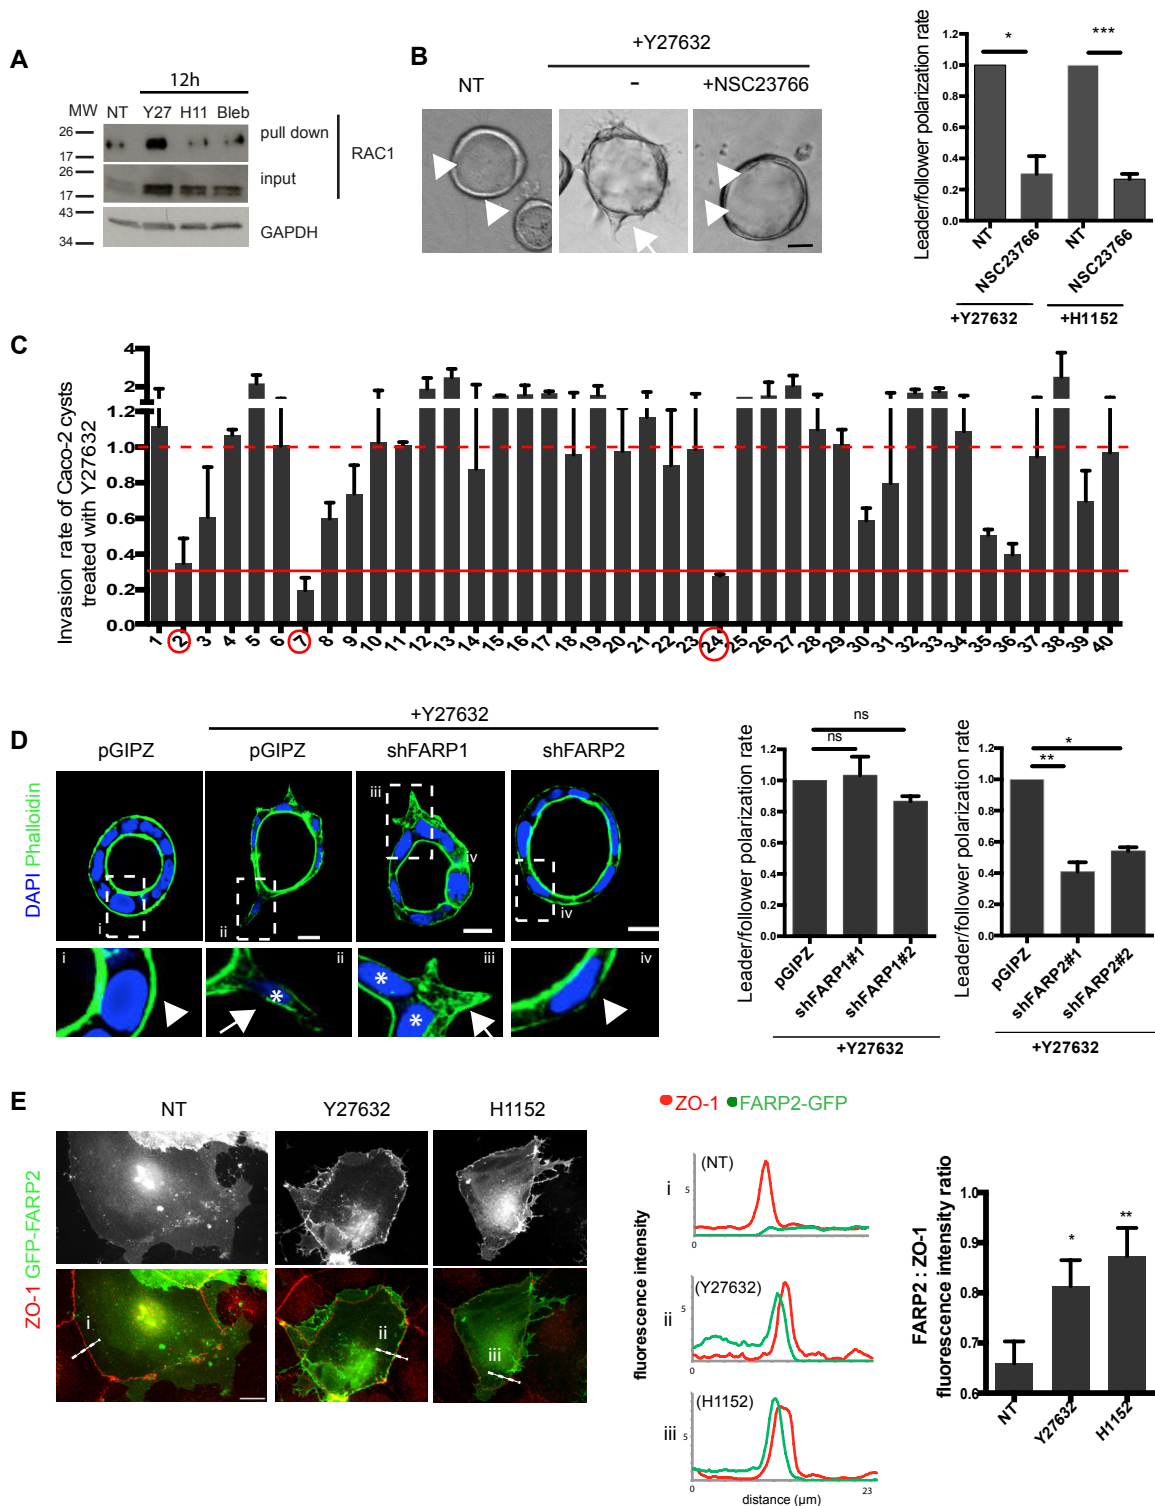 A
12h
MW NT Y27 H11 Bleb
26
17
pull down
26
17
input
RAC1
43
34
GAPDH
B
+Y27632
NT - +NSC23766
Leader/follower polarization rate
1.2
1.0
0.8
0.6
0.4
0.2
0.0
* ***
NT NSC23766 NT NSC23766
+Y27632 +H1152
C
Invasion rate of Caco-2 cysts
treated with Y27632
4
2
1.2
1.0
0.8
0.6
0.4
0.2
0.0
1 2 3 4 5 6 7 8 9 10 11 12 13 14 15 16 17 18 19 20 21 22 23 24 25 26 27 28 29 30 31 32 33 34 35 36 37 38 39 40
D
+Y27632
pGIPZ pGIPZ shFARP1 shFARP2
DAPI Phalloidin
i ii iii iv iv
i ii iii iv
* * *
Leader/follower polarization rate
1.2
1.0
0.8
0.6
0.4
0.2
0.0
ns
ns
pGIPZ shFARP1#1 shFARP1#2
+Y27632
Leader/follower polarization rate
1.2
1.0
0.8
0.6
0.4
0.2
0.0
*
**
pGIPZ shFARP2#1 shFARP2#2
+Y27632
E
NT Y27632 H1152
ZO-1 GFP-FARP2
i ii iii
ZO-1 FARP2-GFP
fluorescence intensity
i
(NT)
5
0
ii
(Y27632)
5
0
iii
(H1152)
5
0 23
distance (µm)
FARP2 : ZO-1
fluorescence intensity ratio
1.0
0.9
0.8
0.7
0.6
* **
NT Y27632 H1152